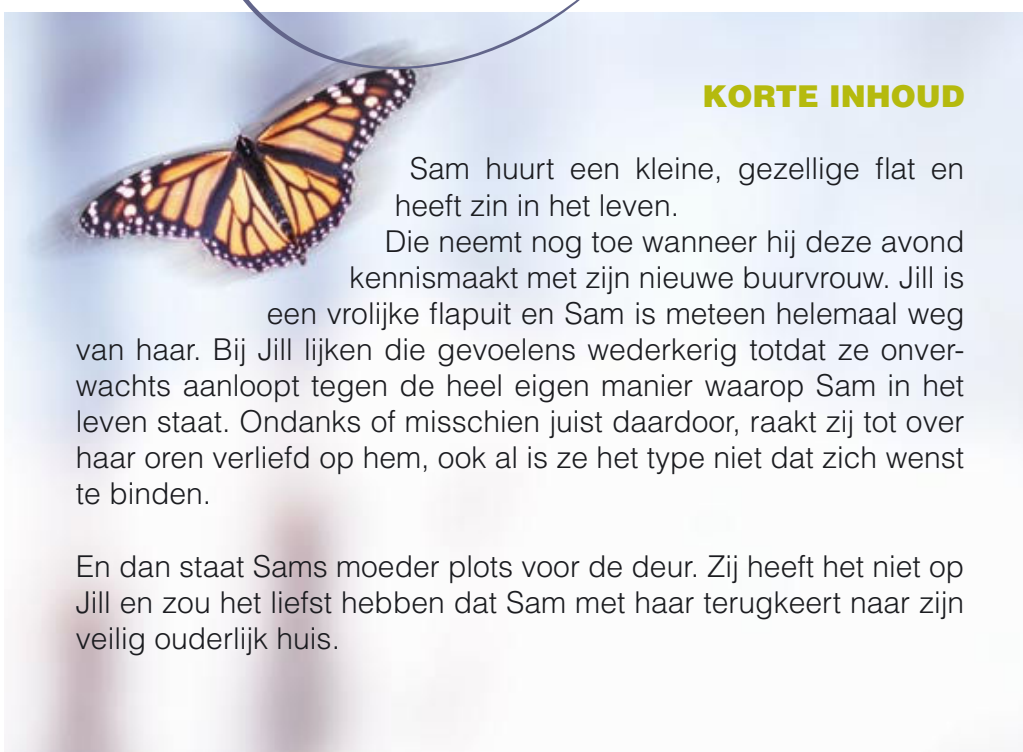 KORTE INHOUD
Sam huurt een kleine, gezellige flat en
heeft zin in het leven.
Die neemt nog toe wanneer hij deze avond
kennismaakt met zijn nieuwe buurvrouw. Jill is
een vrolijke flapuit en Sam is meteen helemaal weg
van haar. Bij Jill lijken die gevoelens wederkerig totdat ze onver-
wachts aanloopt tegen de heel eigen manier waarop Sam in het
leven staat. Ondanks of misschien juist daardoor, raakt zij tot over
haar oren verliefd op hem, ook al is ze het type niet dat zich wenst
te binden.
En dan staat Sams moeder plots voor de deur. Zij heeft het niet op
Jill en zou het liefst hebben dat Sam met haar terugkeert naar zijn
veilig ouderlijk huis.